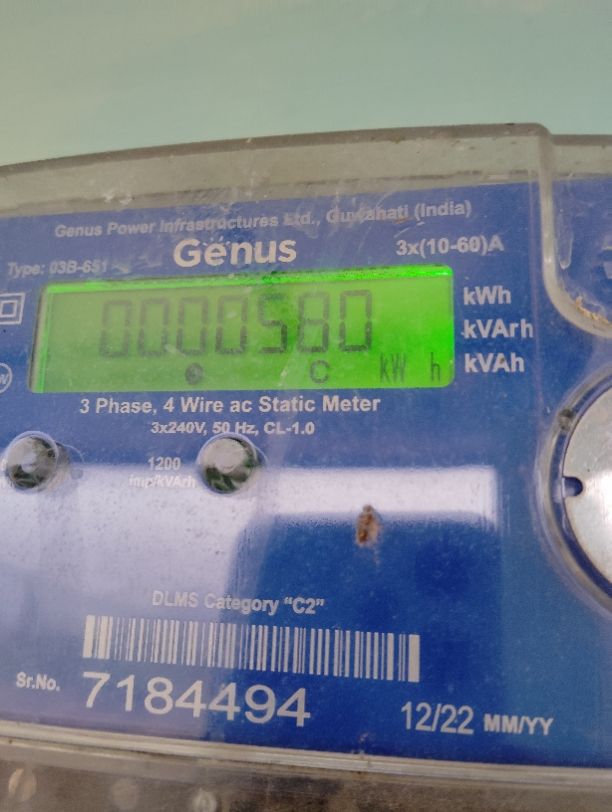 Genus Power Infrastructures Ltd., Guwahati (India)
Genus
3x(10-60)A
Type: 03B-651
0000580
kWh
kVArh
kVAh
C kW h
3 Phase, 4 Wire ac Static Meter
3x240V, 50 Hz, CL-1.0
1200
imp/kVArh
DLMS Category "C2"
Sr.No. 7184494
12/22 MM/YY